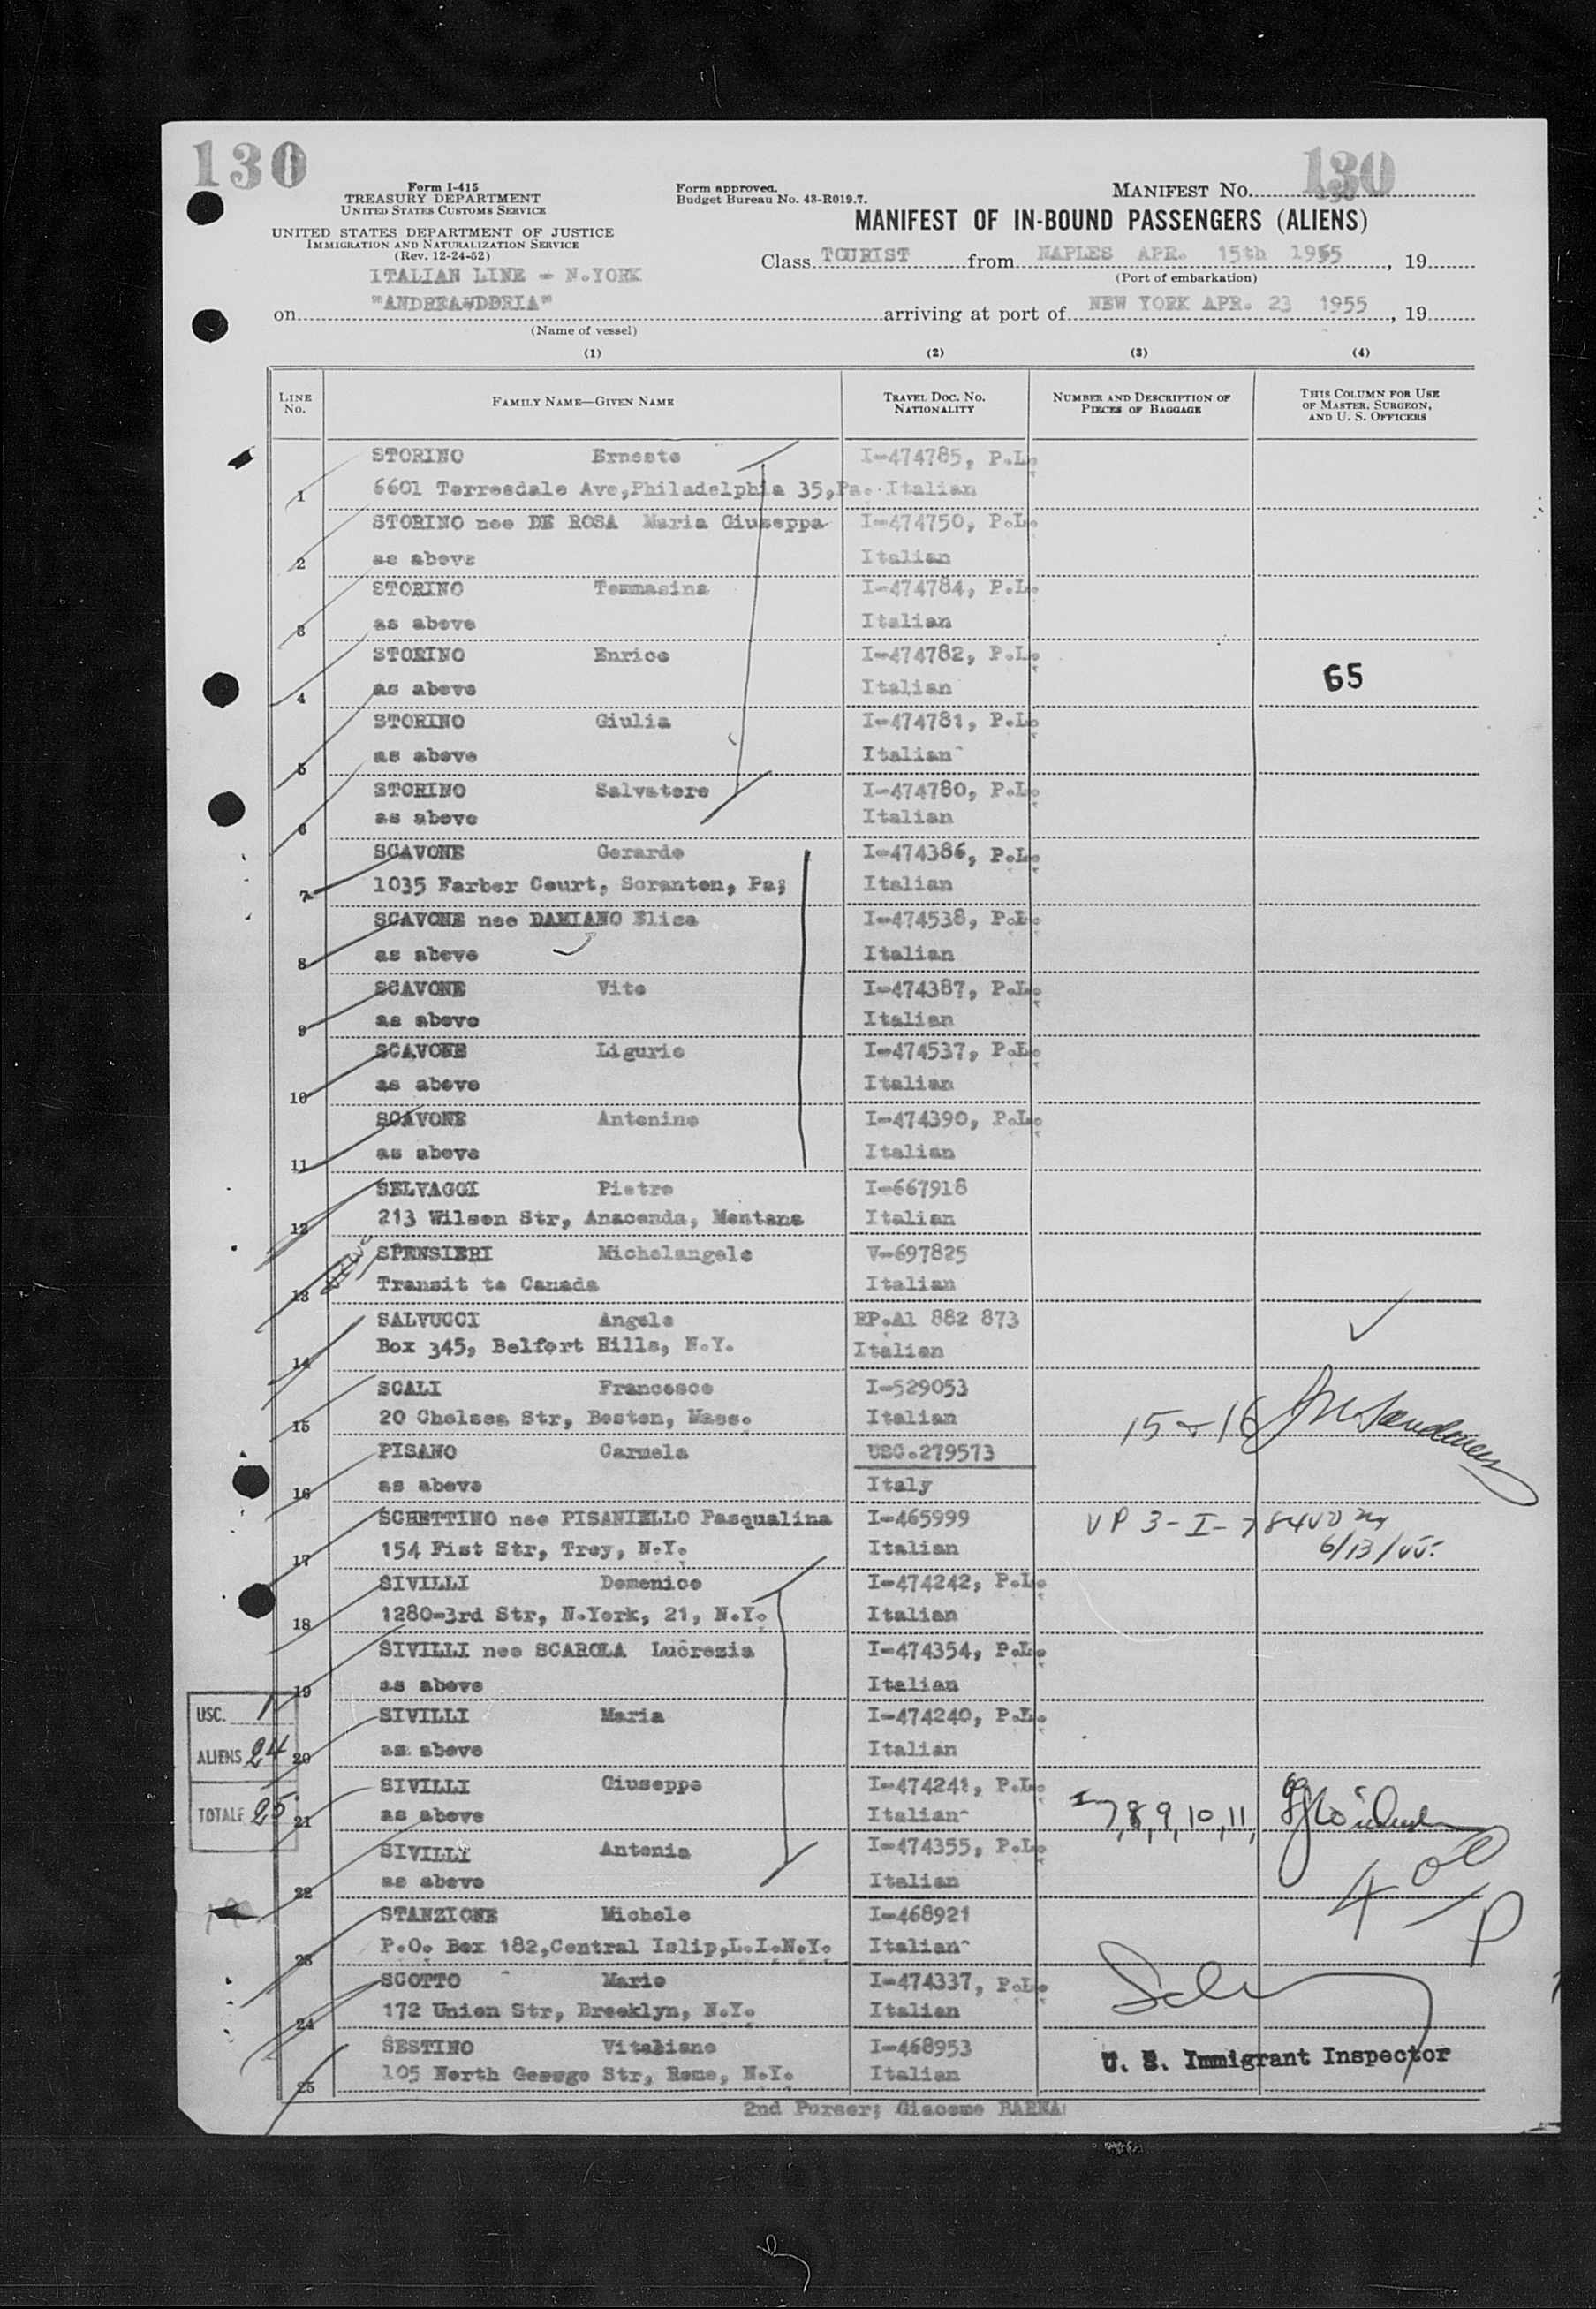 130
130
Form I-415
TREASURY DEPARTMENT
UNITED STATES CUSTOMS SERVICE
UNITED STATES DEPARTMENT OF JUSTICE
IMMIGRATION AND NATURALIZATION SERVICE
(Rev. 12-24-52)
Form approved.
Budget Bureau No. 43-R019.7.
MANIFEST NO.
MANIFEST OF IN-BOUND PASSENGERS (ALIENS)
ITALIAN LINE - N.YORK
Class TOURIST from NAPLES APR. 15th 1955, 19
(Port of embarkation)
on "ANDREA DORIA" arriving at port of NEW YORK APR. 23 1955, 19
(Name of vessel)
(1) (2) (3) (4)
LINE No. FAMILY NAME—GIVEN NAME TRAVEL DOC. NO. NATIONALITY NUMBER AND DESCRIPTION OF PIECES OF BAGGAGE THIS COLUMN FOR USE OF MASTER, SURGEON, AND U. S. OFFICERS
STORINO Ernesto I-474785, P.L.
1 6601 Torresdale Ave,Philadelphia 35,Pa. Italian
STORINO nee DE ROSA Maria Giuseppa I-474750, P.L.
2 as above Italian
STORINO Tommasina I-474784, P.L.
3 as above Italian
STORINO Enrico I-474782, P.L.
4 as above Italian 65
STORINO Giulia I-474781, P.L.
5 as above Italian
STORINO Salvatore I-474780, P.L.
6 as above Italian
SCAVONE Gerardo I-474386, P.L.
7 1035 Farber Court, Scranton, Pa; Italian
SCAVONE nee DAMIANO Elisa I-474538, P.L.
8 as above Italian
SCAVONE Vito I-474387, P.L.
9 as above Italian
SCAVONE Ligurio I-474537, P.L.
10 as above Italian
SCAVONE Antonino I-474390, P.L.
11 as above Italian
SELVAGGI Pietro I-667918
12 213 Wilson Str, Anaconda, Montana Italian
SPENSIERI Michelangelo V-697825
13 Transit to Canada Italian
SALVUCCI Angelo RP.A1 882 873
14 Box 345, Belfort Hills, N.Y. Italian
SCALI Francesco I-529053
15 20 Chelsea Str, Boston, Mass. Italian 15 & 16
PISANO Carmela USC.279573
16 as above Italy
SCHETTINO nee PISANIELLO Pasqualina I-465999 VP 3-I-78400 ny
17 154 Fist Str, Troy, N.Y. Italian 6/13/55.
SIVILLI Domenico I-474242, P.L.
18 1280-3rd Str, N.York, 21, N.Y. Italian
SIVILLI nee SCAROLA Lucrezia I-474354, P.L.
19 as above Italian
SIVILLI Maria I-474240, P.L.
20 as above Italian
SIVILLI Giuseppe I-474241, P.L.
21 as above Italian 7, 8, 9, 10, 11,
SIVILLI Antonia I-474355, P.L.
22 as above Italian
STANZIONE Michele I-468921
23 P.O. Box 182,Central Islip,L.I.N.Y. Italian
SCOTTO Mario I-474337, P.L.
24 172 Union Str, Brooklyn, N.Y. Italian
SESTINO Vitaliano I-468953
25 105 North George Str, Rome, N.Y. Italian
U. S. Immigrant Inspector
USC. 1
ALIENS 24
TOTAL 25
2nd Purser; Giacomo BARKA